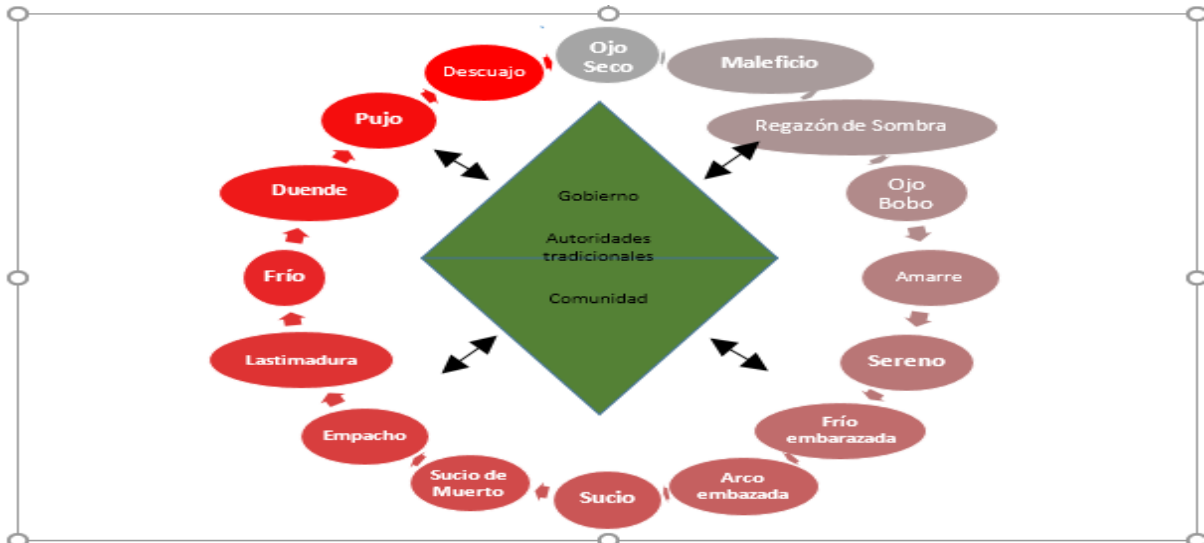 Ojo
Seco
Maleficio
Regazón de Sombra
Ojo
Bobo
Amarre
Sereno
Frío
embarazada
Arco
embazada
Sucio
Sucio de
Muerto
Empacho
Lastimadura
Frío
Duende
Pujo
Descuajo
Gobierno
Autoridades
tradicionales
Comunidad